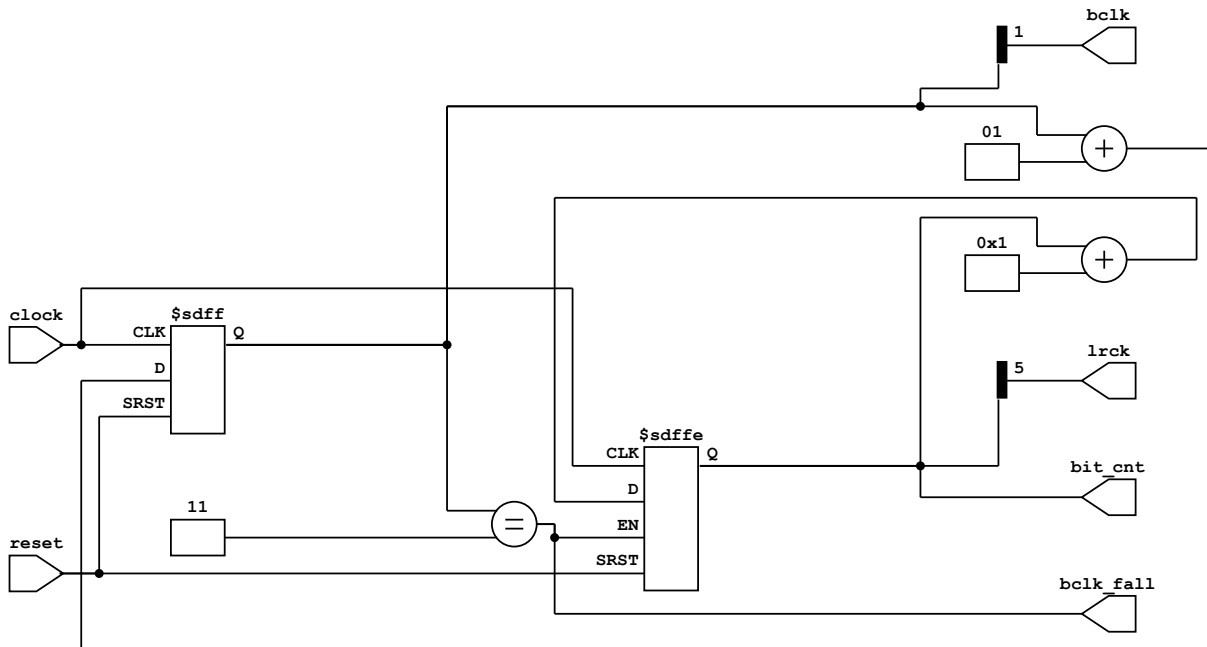 bclk
1
01
0x1
clock
$sdff
CLK
Q
D
SRST
lrck
5
$sdffe
CLK
Q
D
EN
SRST
bit_cnt
11
=
+
+
reset
bclk_fall